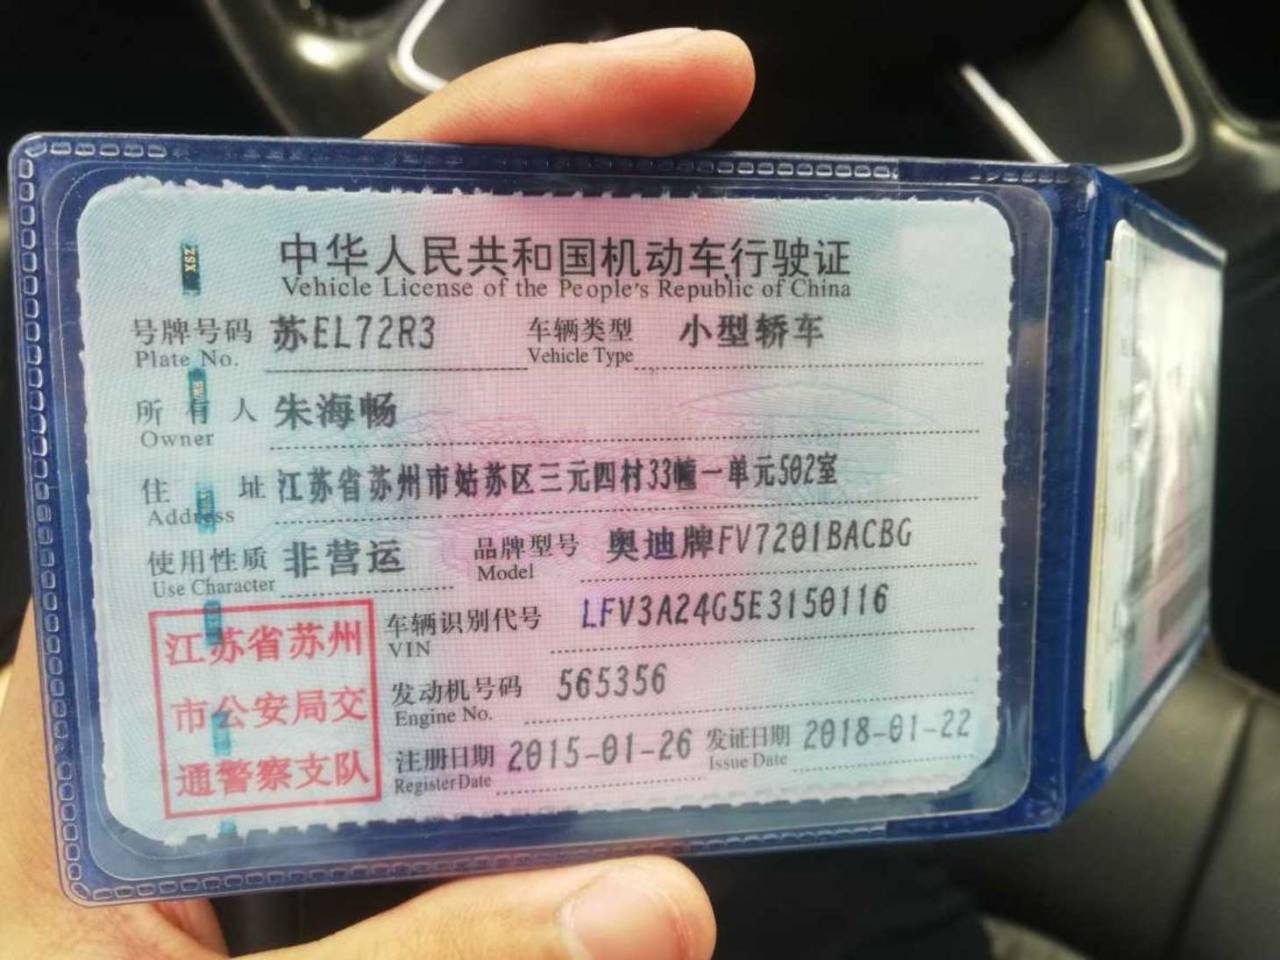 中华人民共和国机动车行驶证
Vehicle License of the People's Republic of China
号牌号码 苏EL72R3 车辆类型 小型轿车
Plate No. Vehicle Type
所有人 朱海畅
Owner
住址 江苏省苏州市姑苏区三元四村33幢一单元502室
Address
使用性质 非营运 品牌型号 奥迪牌FV7201BACBG
Use Character Model
车辆识别代号 LFV3A24G5E3150116
VIN
发动机号码 565356
Engine No.
注册日期 2015-01-26 发证日期 2018-01-22
Register Date Issue Date
江苏省苏州
市公安局交
通警察支队
XSZ